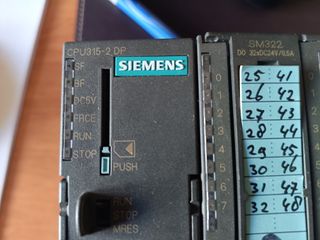 CPU315-2 DP
SIEMENS
SF
BF
DC5V
FRCE
RUN
STOP
PUSH
RUN
STOP
MRES
SM322
DO 32xDC24V/0,5A
0
1
2
3
4
5
6
7
25 41
26 42
27 43
28 44
29 45
30 46
31 47
32 48